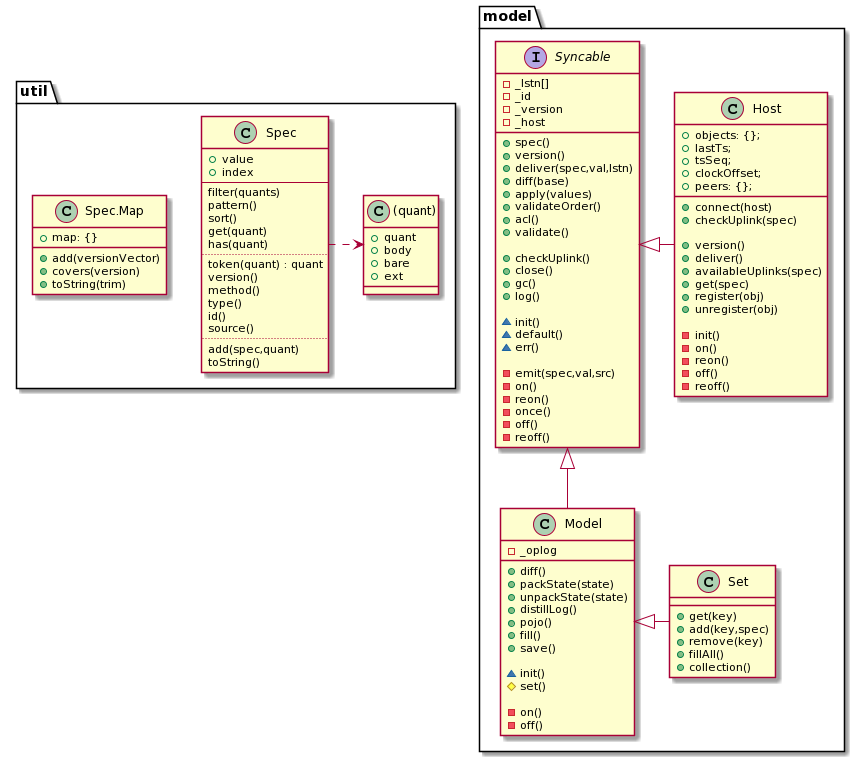 util
C Spec.Map
map: {}
add(versionVector)
covers(version)
toString(trim)
C Spec
value
index
filter(quants)
pattern()
sort()
get(quant)
has(quant)
token(quant) : quant
version()
method()
type()
id()
source()
add(spec,quant)
toString()
C (quant)
quant
body
bare
ext
model
I Syncable
_lstn[]
_id
_version
_host
spec()
version()
deliver(spec,val,lstn)
diff(base)
apply(values)
validateOrder()
acl()
validate()
checkUplink()
close()
gc()
log()
init()
default()
err()
emit(spec,val,src)
on()
reon()
once()
off()
reoff()
C Host
objects: {};
lastTs;
tsSeq;
clockOffset;
peers: {};
connect(host)
checkUplink(spec)
version()
deliver()
availableUplinks(spec)
get(spec)
register(obj)
unregister(obj)
init()
on()
reon()
off()
reoff()
C Model
_oplog
diff()
packState(state)
unpackState(state)
distillLog()
pojo()
fill()
save()
init()
set()
on()
off()
C Set
get(key)
add(key,spec)
remove(key)
fillAll()
collection()